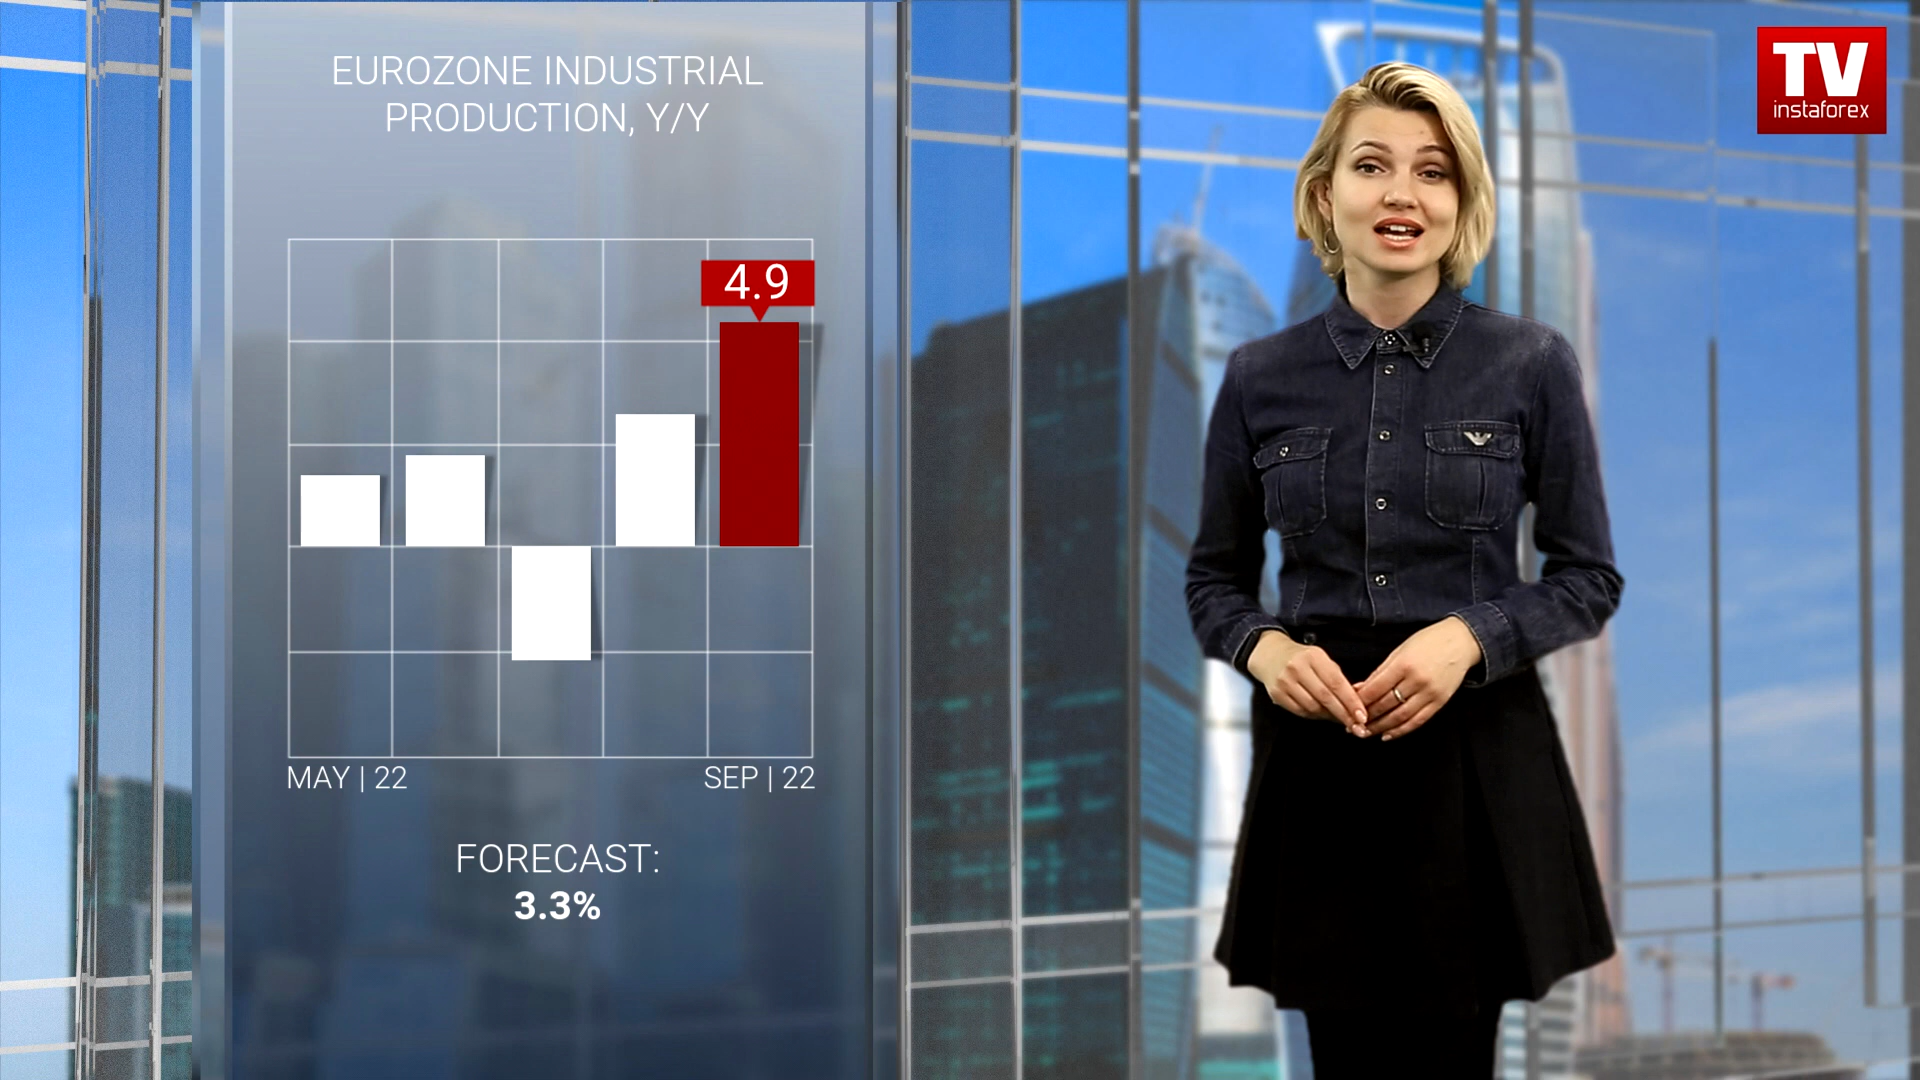 EUROZONE INDUSTRIAL
PRODUCTION, Y/Y
4.9
MAY | 22
SEP | 22
FORECAST:
3.3%
TV
instaforex